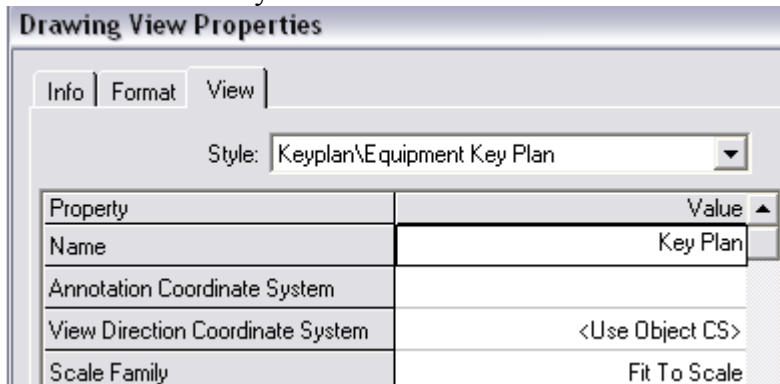 Drawing View Properties
Info Format View
Style: Keyplan\Equipment Key Plan
Property Value
Name Key Plan
Annotation Coordinate System
View Direction Coordinate System <Use Object CS>
Scale Family Fit To Scale